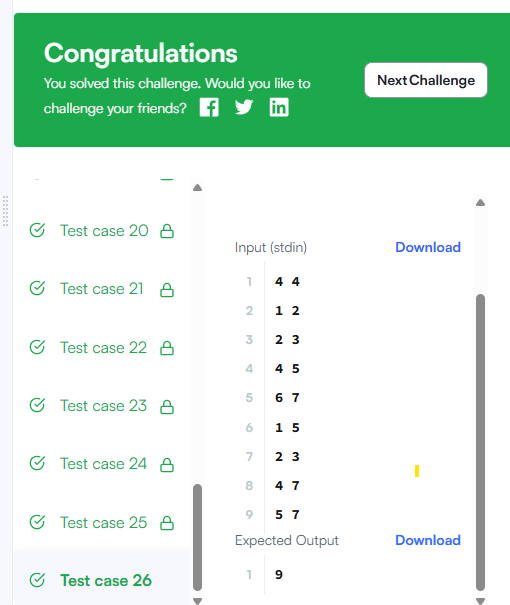 Congratulations
You solved this challenge. Would you like to
challenge your friends?
Next Challenge
Test case 20
Test case 21
Test case 22
Test case 23
Test case 24
Test case 25
Test case 26
Input (stdin)
Download
1 4 4
2 1 2
3 2 3
4 4 5
5 6 7
6 1 5
7 2 3
8 4 7
9 5 7
Expected Output
Download
1 9